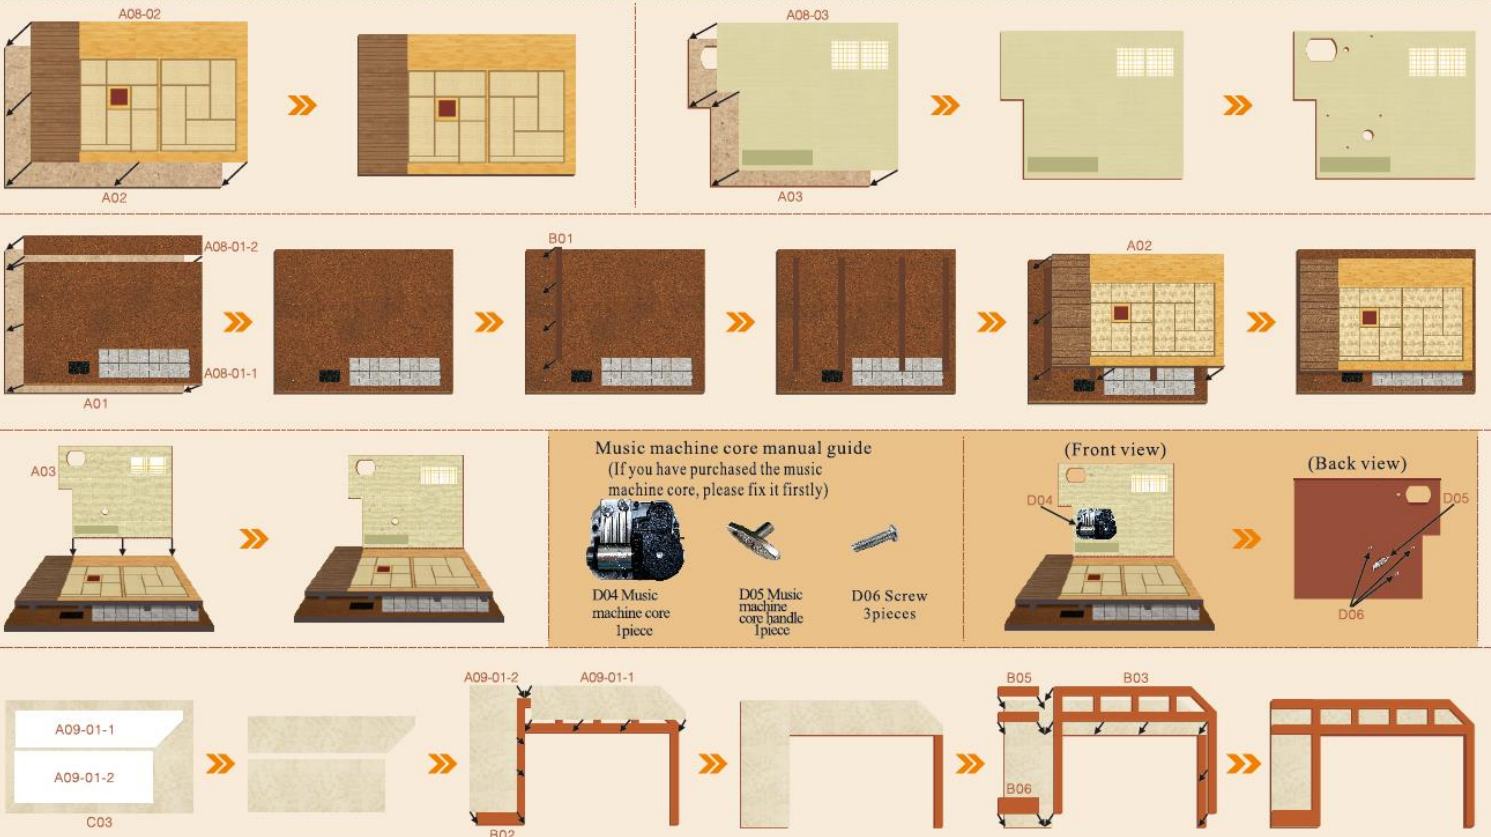 A08-02
A02
A08-03
A03
A08-01-2
A08-01-1
A01
B01
A02
A03
Music machine core manual guide
(If you have purchased the music
machine core, please fix it firstly)
D04 Music
machine core
1piece
D05 Music
machine
core handle
1piece
D06 Screw
3pieces
(Front view)
D04
(Back view)
D05
D06
A09-01-1
A09-01-2
C03
A09-01-2
A09-01-1
B02
B05
B03
B06